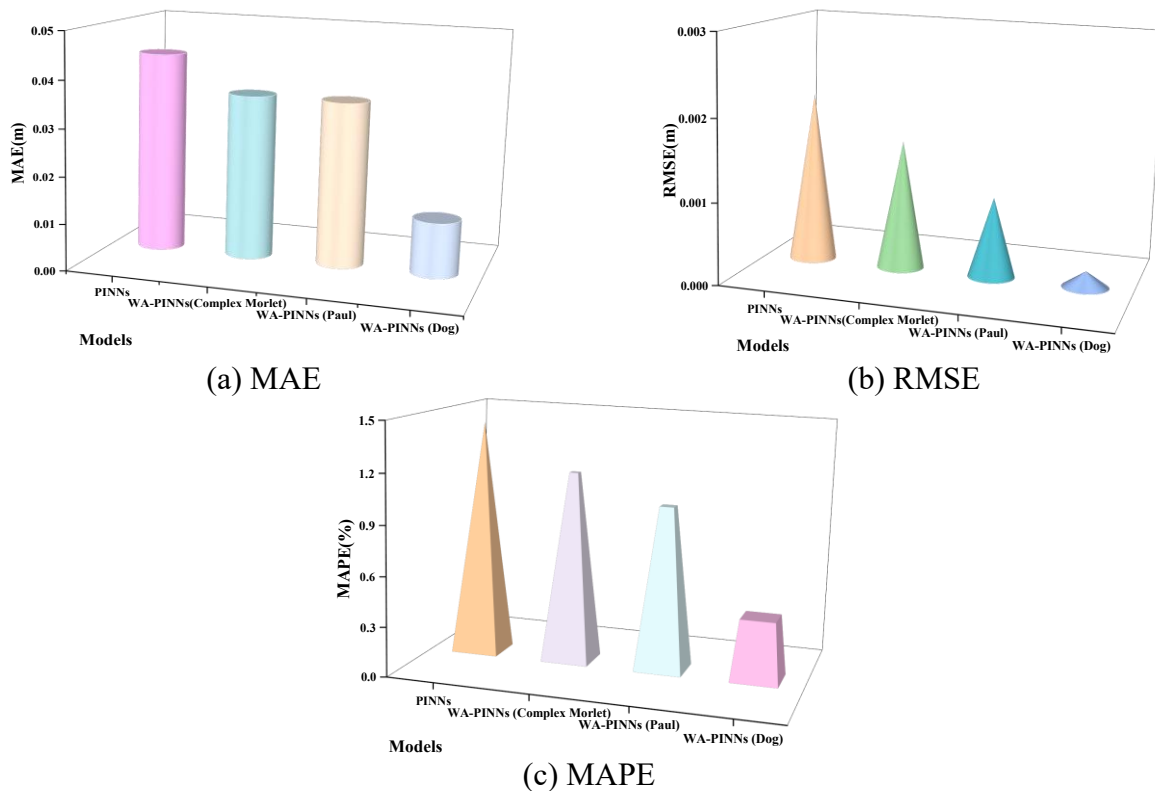 0.05
0.04
0.03
0.02
0.01
0.00
MAE(m)
PINNs
WA-PINNs(Complex Morlet)
WA-PINNs (Paul)
WA-PINNs (Dog)
Models
(a) MAE
0.003
0.002
0.001
0.000
RMSE(m)
PINNs
WA-PINNs(Complex Morlet)
WA-PINNs (Paul)
WA-PINNs (Dog)
Models
(b) RMSE
1.5
1.2
0.9
0.6
0.3
0.0
MAPE(%)
PINNs
WA-PINNs (Complex Morlet)
WA-PINNs (Paul)
WA-PINNs (Dog)
Models
(c) MAPE